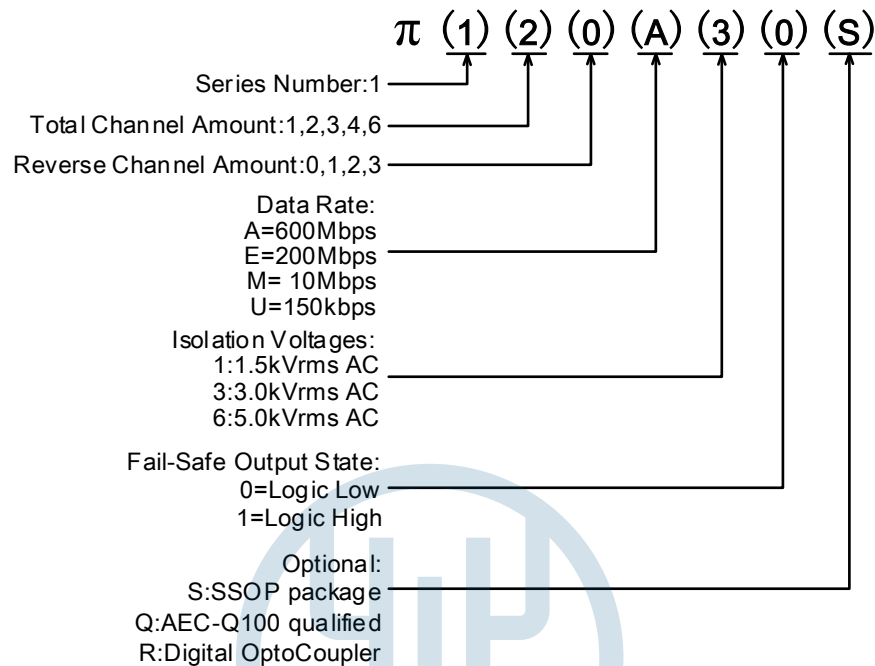 π (1) (2) (0) (A) (3) (0) (S)
Series Number:1
Total Channel Amount:1,2,3,4,6
Reverse Channel Amount:0,1,2,3
Data Rate:
A=600Mbps
E=200Mbps
M= 10Mbps
U=150kbps
Isolation Voltages:
1:1.5kVrms AC
3:3.0kVrms AC
6:5.0kVrms AC
Fail-Safe Output State:
0=Logic Low
1=Logic High
Optional:
S:SSOP package
Q:AEC-Q100 qualified
R:Digital OptoCoupler